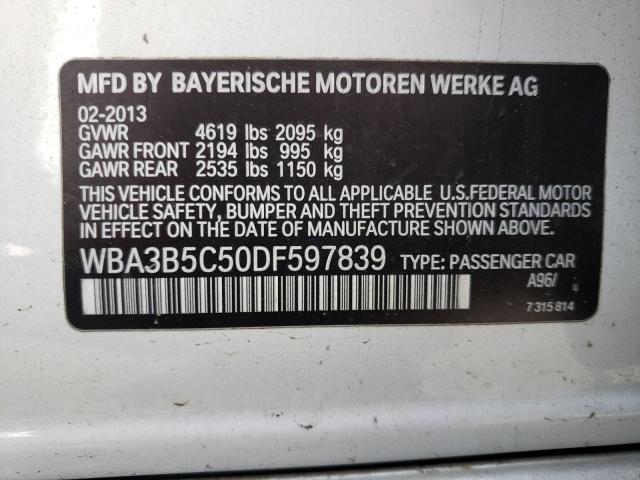 MFD BY BAYERISCHE MOTOREN WERKE AG
02-2013
GVWR 4619 lbs 2095 kg
GAWR FRONT 2194 lbs 995 kg
GAWR REAR 2535 lbs 1150 kg
THIS VEHICLE CONFORMS TO ALL APPLICABLE U.S.FEDERAL MOTOR
VEHICLE SAFETY, BUMPER AND THEFT PREVENTION STANDARDS
IN EFFECT ON THE DATE OF MANUFACTURE SHOWN ABOVE.
WBA3B5C50DF597839 TYPE: PASSENGER CAR
A96/
7 315 814